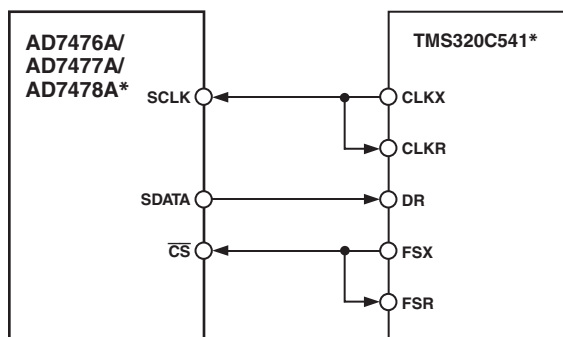 AD7476A/
AD7477A/
AD7478A*
TMS320C541*
SCLK
CLKX
CLKR
SDATA
DR
CS
FSX
FSR